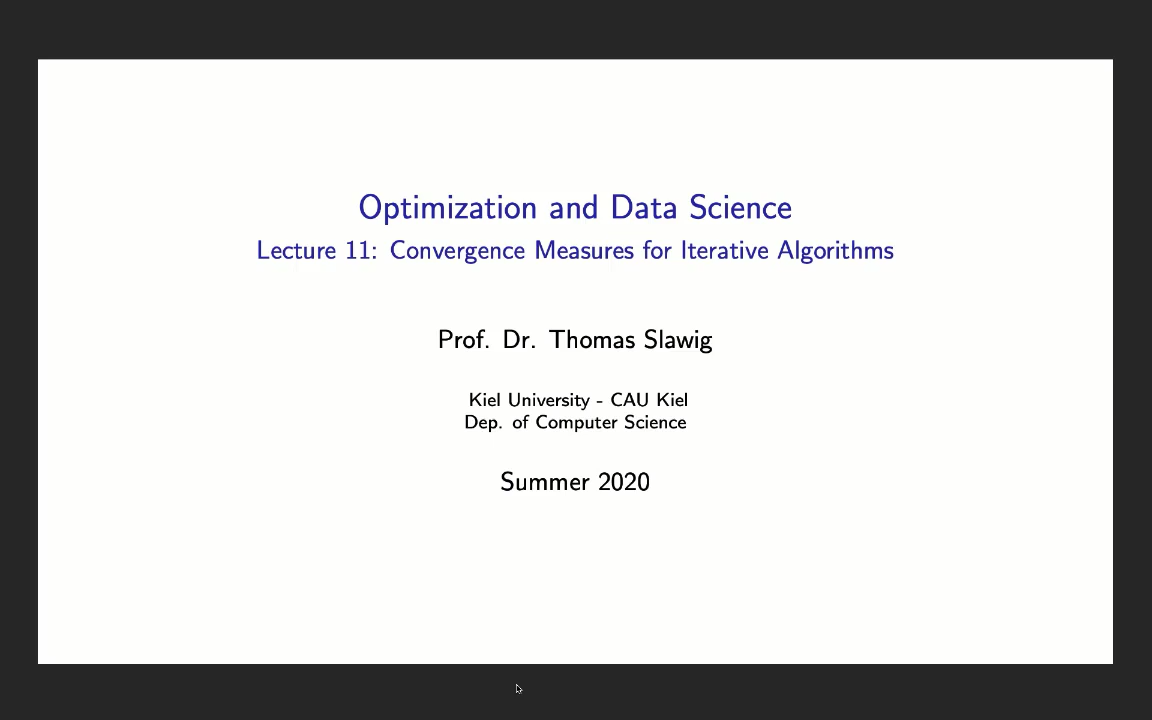 Optimization and Data Science
Lecture 11: Convergence Measures for Iterative Algorithms
Prof. Dr. Thomas Slawig
Kiel University - CAU Kiel
Dep. of Computer Science
Summer 2020